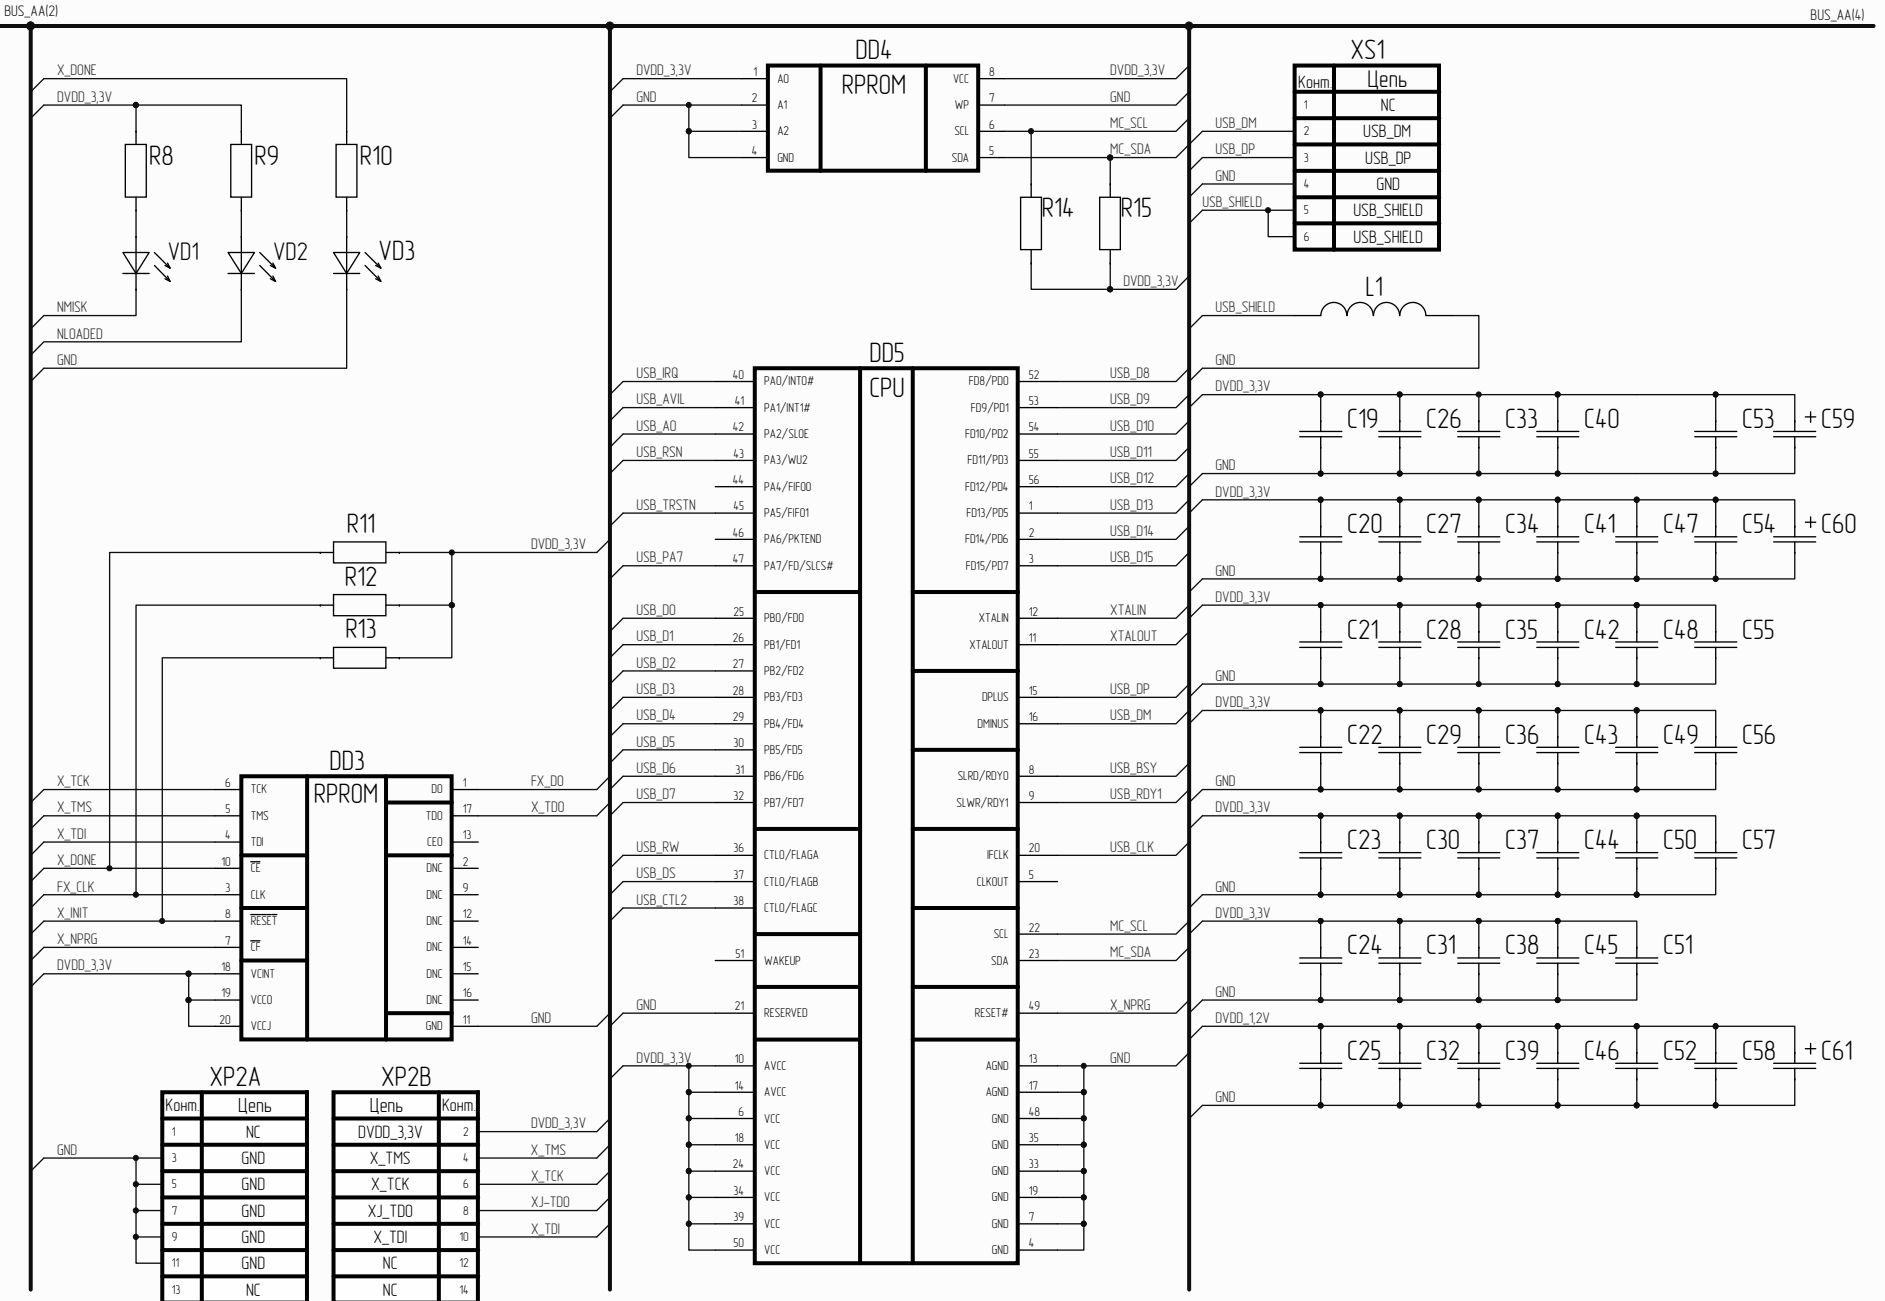 BUS_AA(2)
BUS_AA(4)
X_DONE
DVDD_3,3V
R8
R9
R10
VD1
VD2
VD3
NMISK
NLOADED
GND
R11
DVDD_3,3V
R12
R13
DD3
RPROM
X_TCK 6 TCK
X_TMS 5 TMS
X_TDI 4 TDI
X_DONE 10 CE
FX_CLK 3 CLK
X_INIT 8 RESET
X_NPRG 7 CF
DVDD_3,3V 18 VCINT
19 VCCO
20 VCCJ
DO 1 FX_DO
TDO 17 X_TDO
CEO 13
DNC 2
DNC 9
DNC 12
DNC 14
DNC 15
DNC 16
GND 11 GND
XP2A
Конт. Цепь
1 NC
GND 3 GND
5 GND
7 GND
9 GND
11 GND
13 NC
XP2B
Цепь Конт.
DVDD_3,3V 2 DVDD_3,3V
X_TMS 4 X_TMS
X_TCK 6 X_TCK
XJ_TDO 8 XJ-TDO
X_TDI 10 X_TDI
NC 12
NC 14
DD4
RPROM
DVDD_3,3V 1 A0
GND 2 A1
3 A2
4 GND
VCC 8 DVDD_3,3V
WP 7 GND
SCL 6 MC_SCL
SDA 5 MC_SDA
R14
R15
DVDD_3,3V
DD5
CPU
USB_IRQ 40 PA0/INT0#
USB_AVIL 41 PA1/INT1#
USB_A0 42 PA2/SLOE
USB_RSN 43 PA3/WU2
44 PA4/FIFO0
USB_TRSTN 45 PA5/FIFO1
46 PA6/PKTEND
USB_PA7 47 PA7/FD/SLCS#
USB_D0 25 PB0/FD0
USB_D1 26 PB1/FD1
USB_D2 27 PB2/FD2
USB_D3 28 PB3/FD3
USB_D4 29 PB4/FD4
USB_D5 30 PB5/FD5
USB_D6 31 PB6/FD6
USB_D7 32 PB7/FD7
USB_RW 36 CTL0/FLAGA
USB_DS 37 CTL0/FLAGB
USB_CTL2 38 CTL0/FLAGC
51 WAKEUP
GND 21 RESERVED
DVDD_3,3V 10 AVCC
14 AVCC
6 VCC
18 VCC
24 VCC
34 VCC
39 VCC
50 VCC
FD8/PD0 52 USB_D8
FD9/PD1 53 USB_D9
FD10/PD2 54 USB_D10
FD11/PD3 55 USB_D11
FD12/PD4 56 USB_D12
FD13/PD5 1 USB_D13
FD14/PD6 2 USB_D14
FD15/PD7 3 USB_D15
XTALIN 12 XTALIN
XTALOUT 11 XTALOUT
DPLUS 15 USB_DP
DMINUS 16 USB_DM
SLRD/RDY0 8 USB_BSY
SLWR/RDY1 9 USB_RDY1
IFCLK 20 USB_CLK
CLKOUT 5
SCL 22 MC_SCL
SDA 23 MC_SDA
RESET# 49 X_NPRG
AGND 13 GND
AGND 17
GND 48
GND 35
GND 33
GND 19
GND 7
GND 4
XS1
Конт. Цепь
1 NC
USB_DM 2 USB_DM
USB_DP 3 USB_DP
GND 4 GND
USB_SHIELD 5 USB_SHIELD
6 USB_SHIELD
L1
USB_SHIELD
GND
DVDD_3,3V
C19 C26 C33 C40 C53 + C59
GND
DVDD_3,3V
C20 C27 C34 C41 C47 C54 + C60
GND
DVDD_3,3V
C21 C28 C35 C42 C48 C55
GND
DVDD_3,3V
C22 C29 C36 C43 C49 C56
GND
DVDD_3,3V
C23 C30 C37 C44 C50 C57
GND
DVDD_3,3V
C24 C31 C38 C45 C51
GND
DVDD_1,2V
C25 C32 C39 C46 C52 C58 + C61
GND